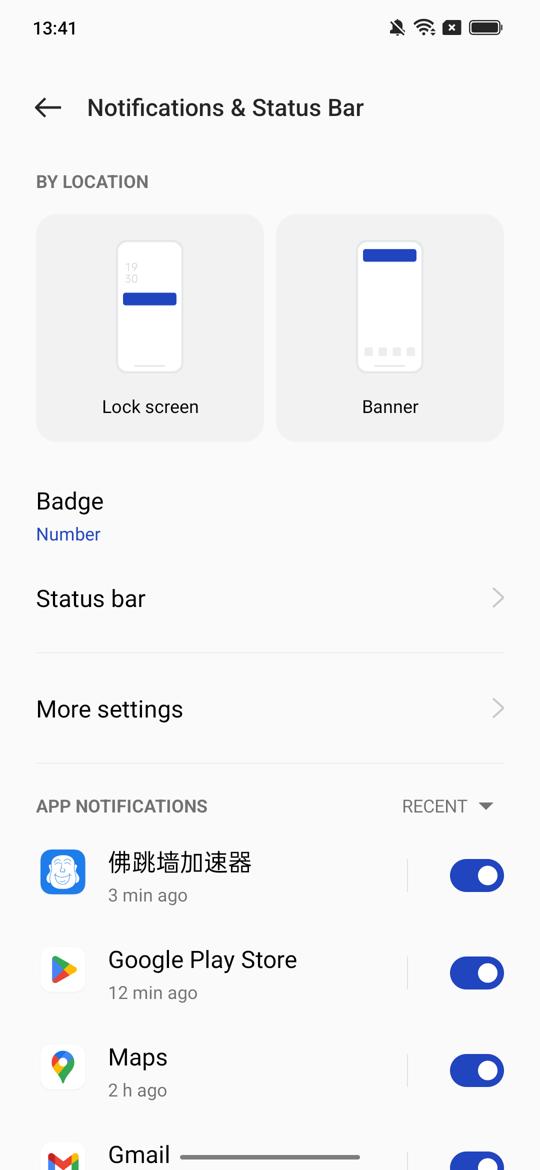 13:41
Notifications & Status Bar
BY LOCATION
19
30
Lock screen
Banner
Badge
Number
Status bar
More settings
APP NOTIFICATIONS RECENT
佛跳墙加速器
3 min ago
Google Play Store
12 min ago
Maps
2 h ago
Gmail